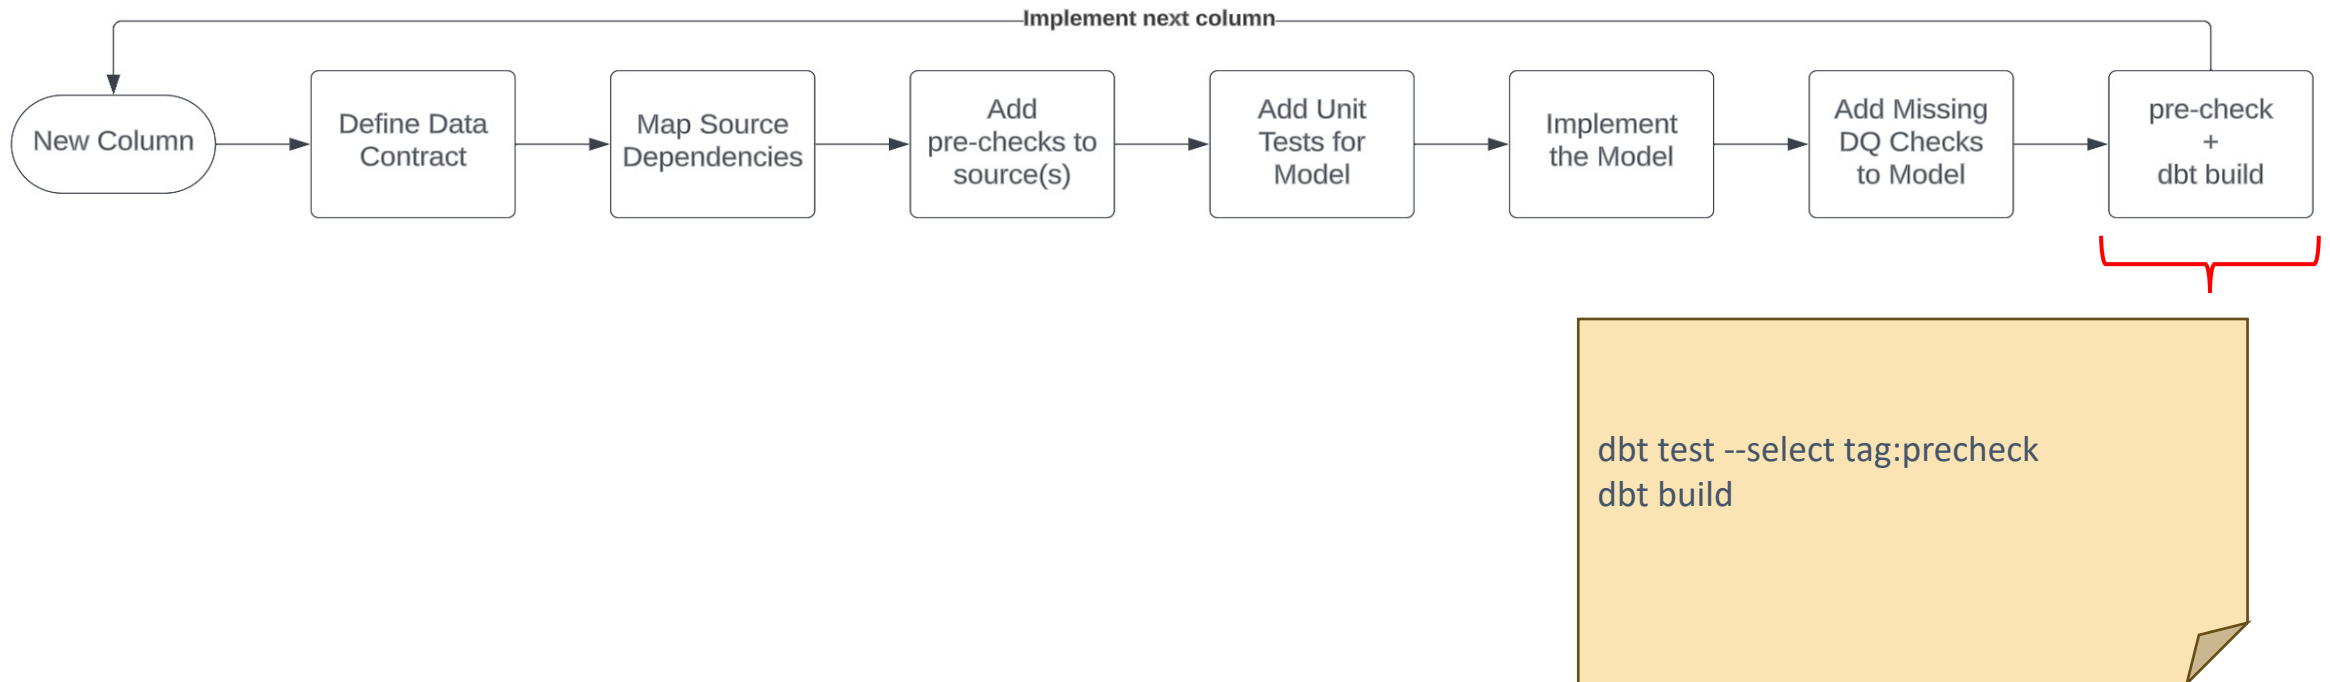 Implement next column
New Column
Define Data
Contract
Map Source
Dependencies
Add
pre-checks to
source(s)
Add Unit
Tests for
Model
Implement
the Model
Add Missing
DQ Checks
to Model
pre-check
+
dbt build
dbt test --select tag:precheck
dbt build